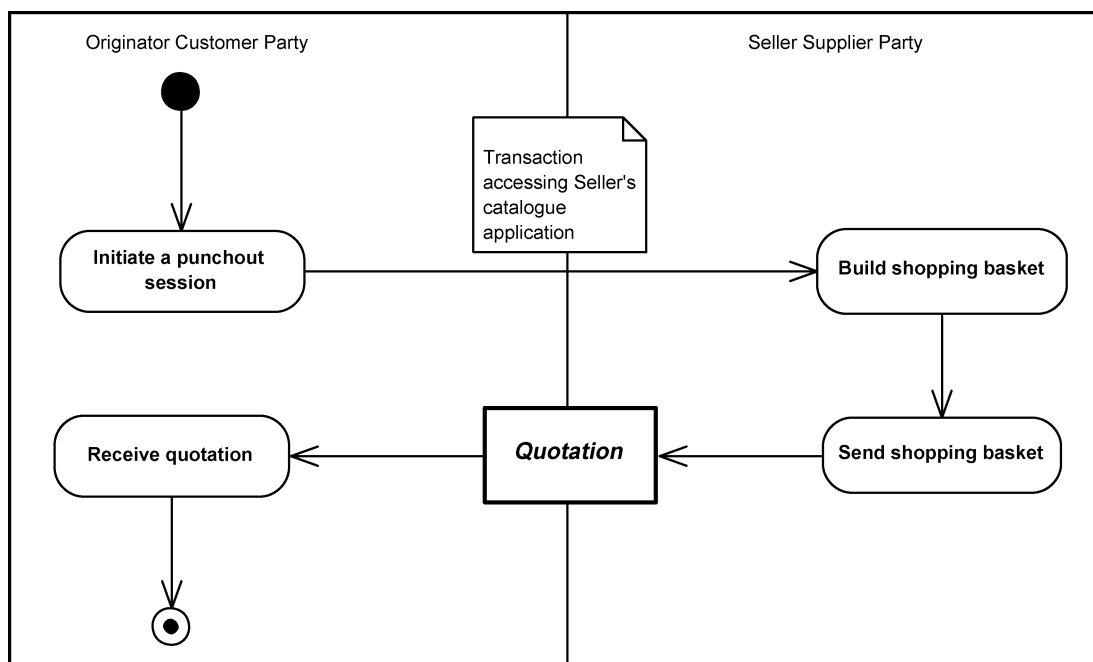 Originator Customer Party
Seller Supplier Party
Transaction
accessing Seller's
catalogue
application
Initiate a punchout
session
Build shopping basket
Receive quotation
Quotation
Send shopping basket